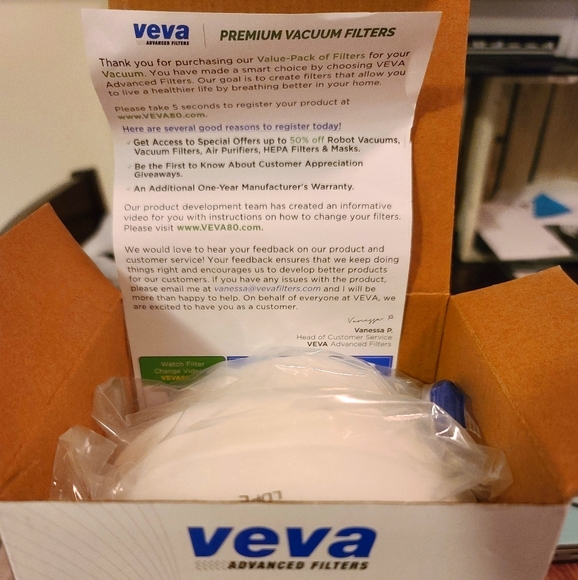 veva PREMIUM VACUUM FILTERS
ADVANCED FILTERS
Thank you for purchasing our Value-Pack of Filters for your
Vacuum. You have made a smart choice by choosing VEVA
Advanced Filters. Our goal is to create filters that allow you
to live a healthier life by breathing better in your home.
Please take 5 seconds to register your product at
www.VEVA80.com.
Here are several good reasons to register today!
Get Access to Special Offers up to 50% off Robot Vacuums,
Vacuum Filters, Air Purifiers, HEPA Filters & Masks.
Be the First to Know About Customer Appreciation
Giveaways.
An Additional One-Year Manufacturer's Warranty.
Our product development team has created an informative
video for you with instructions on how to change your filters.
Please visit www.VEVA80.com.
We would love to hear your feedback on our product and
customer service! Your feedback ensures that we keep doing
things right and encourages us to develop better products
for our customers. If you have any issues with the product,
please email me at vanessa@vevafilters.com and I will be
more than happy to help. On behalf of everyone at VEVA, we
are excited to have you as a customer.
Vanessa P.
Vanessa P.
Head of Customer Service
VEVA Advanced Filters
Watch Filter
Change Video
veva
ADVANCED FILTERS